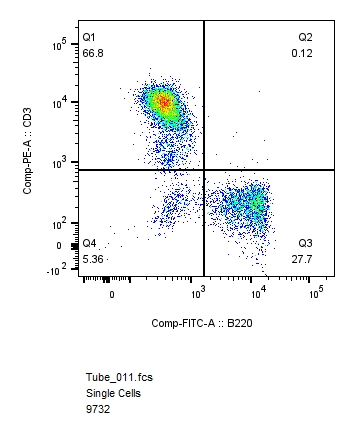 Q1
66.8
Q2
0.12
10^5
10^4
10^3
10^2
0
-10^2
Comp-PE-A :: CD3
Q4
5.36
Q3
27.7
0
10^3
10^4
10^5
Comp-FITC-A :: B220
Tube_011.fcs
Single Cells
9732